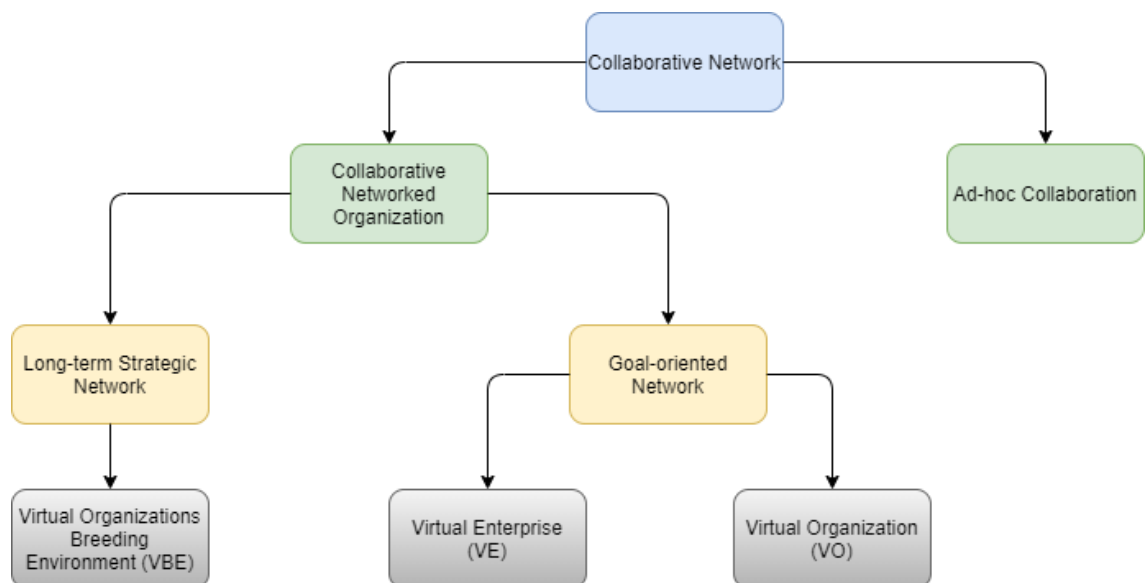 Collaborative Network
Collaborative
Networked
Organization
Ad-hoc Collaboration
Long-term Strategic
Network
Goal-oriented
Network
Virtual Organizations
Breeding
Environment (VBE)
Virtual Enterprise
(VE)
Virtual Organization
(VO)